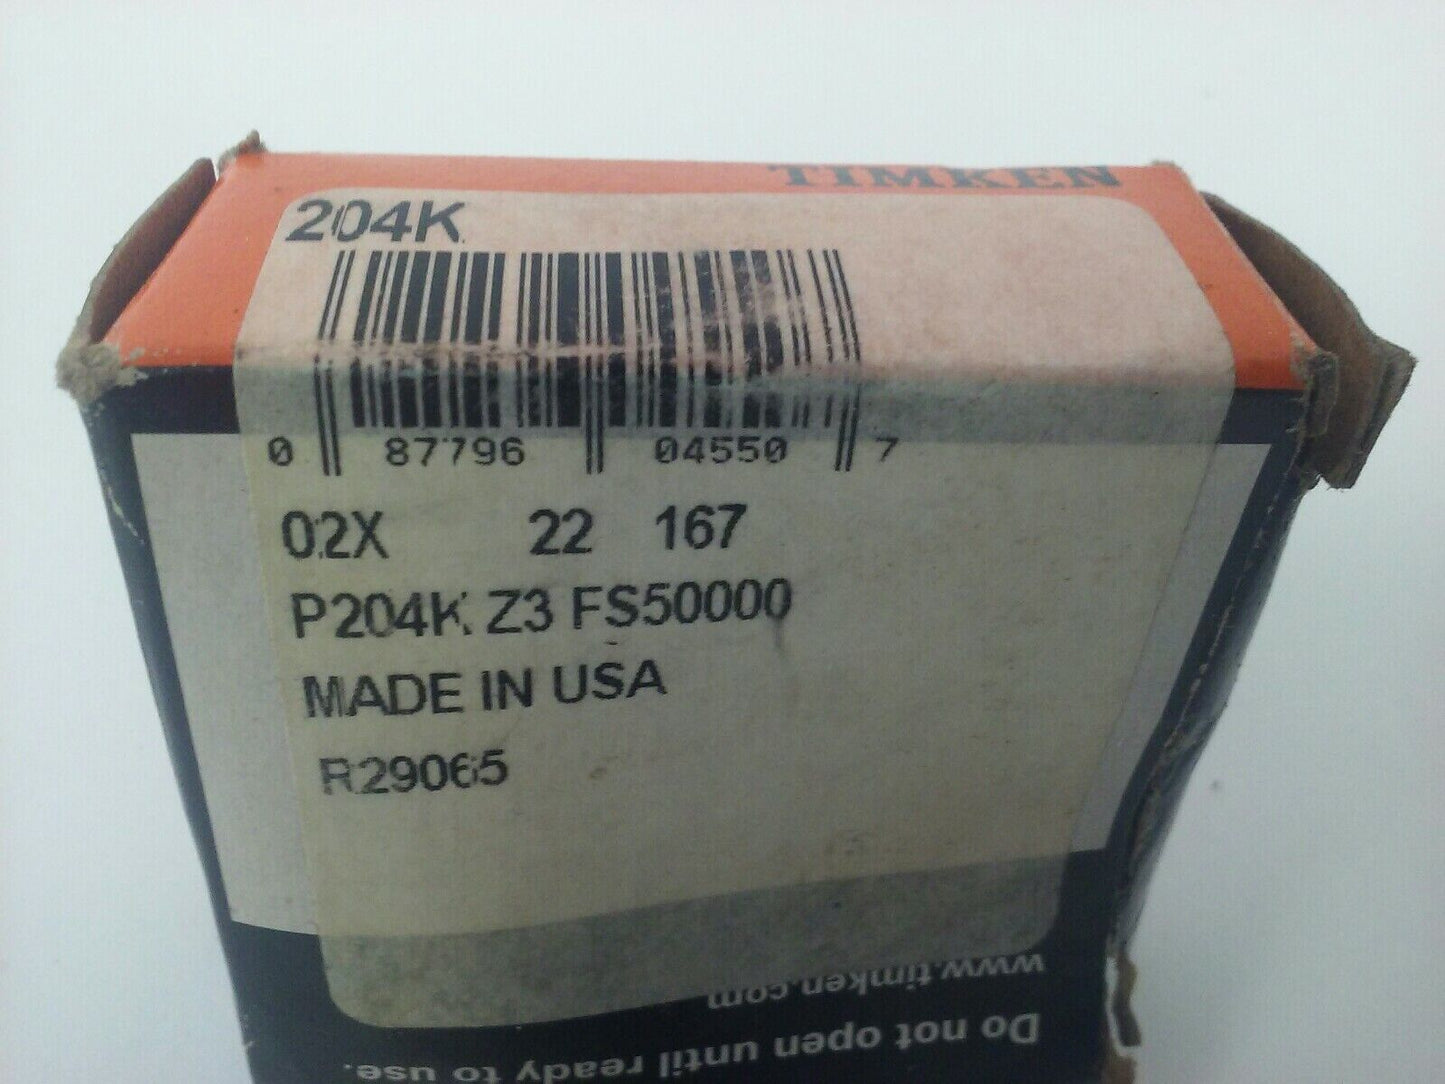 TIMKEN
204K
0 87796 04550 7
02X 22 167
P204K Z3 FS50000
MADE IN USA
R29065
Do not open until ready to use.
www.timken.com